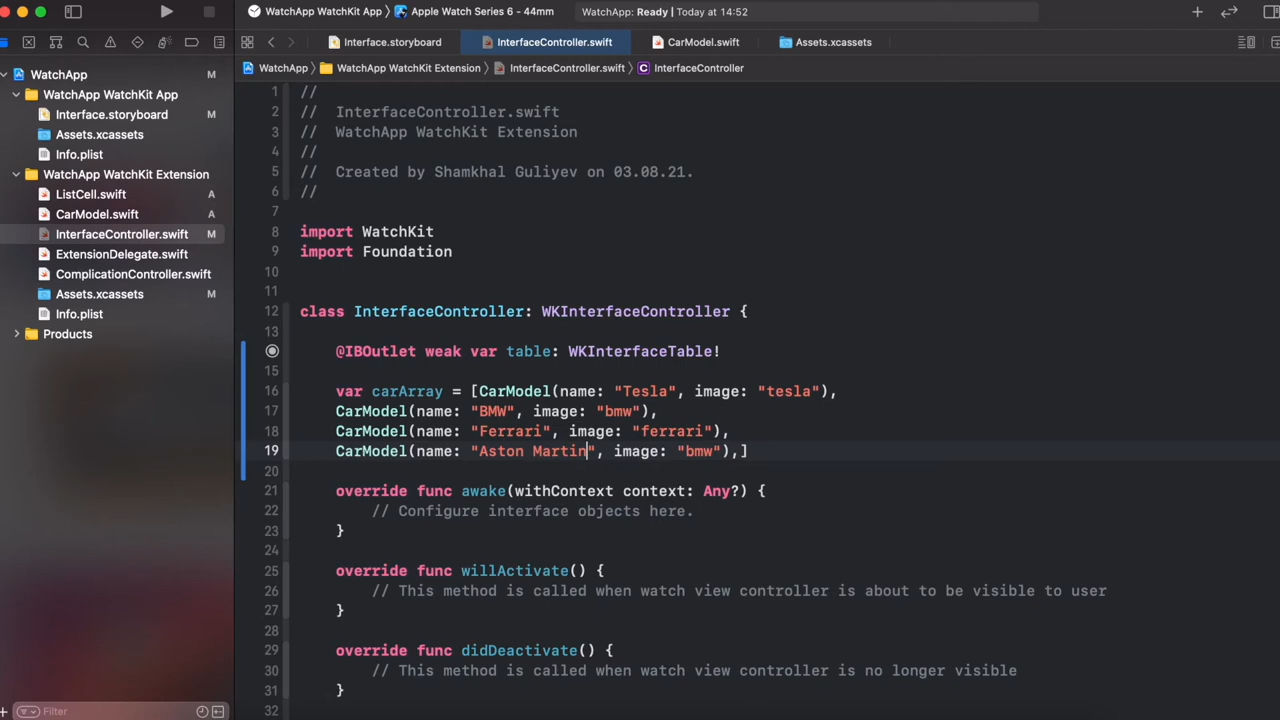 WatchApp WatchKit App 〉 Apple Watch Series 6 - 44mm
WatchApp: Ready | Today at 14:52
Interface.storyboard
InterfaceController.swift
CarModel.swift
Assets.xcassets
WatchApp 〉 WatchApp WatchKit Extension 〉 InterfaceController.swift 〉 C InterfaceController
WatchApp M
WatchApp WatchKit App
Interface.storyboard M
Assets.xcassets
Info.plist
WatchApp WatchKit Extension
ListCell.swift A
CarModel.swift A
InterfaceController.swift M
ExtensionDelegate.swift
ComplicationController.swift
Assets.xcassets M
Info.plist
Products
Filter
1 //
2 // InterfaceController.swift
3 // WatchApp WatchKit Extension
4 //
5 // Created by Shamkhal Guliyev on 03.08.21.
6 //
7
8 import WatchKit
9 import Foundation
10
11
12 class InterfaceController: WKInterfaceController {
13
@IBOutlet weak var table: WKInterfaceTable!
15
16 var carArray = [CarModel(name: "Tesla", image: "tesla"),
17 CarModel(name: "BMW", image: "bmw"),
18 CarModel(name: "Ferrari", image: "ferrari"),
19 CarModel(name: "Aston Martin", image: "bmw"),]
20
21 override func awake(withContext context: Any?) {
22 // Configure interface objects here.
23 }
24
25 override func willActivate() {
26 // This method is called when watch view controller is about to be visible to user
27 }
28
29 override func didDeactivate() {
30 // This method is called when watch view controller is no longer visible
31 }
32